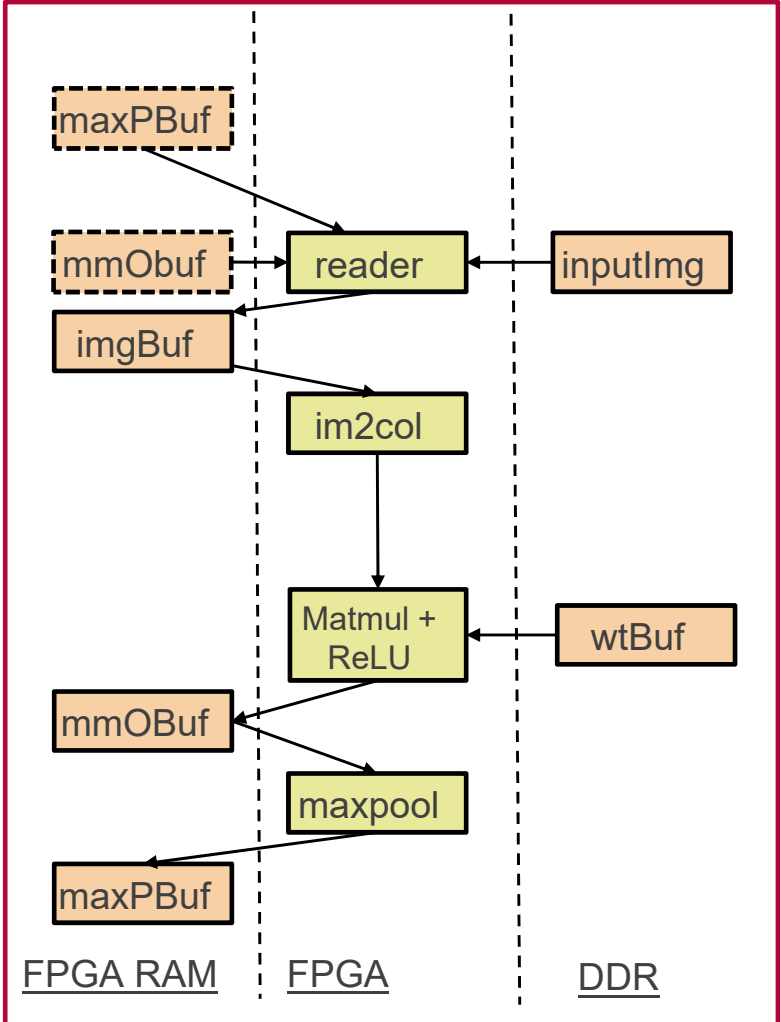 maxPBuf
mmObuf
reader
inputImg
imgBuf
im2col
Matmul +
ReLU
wtBuf
mmOBuf
maxpool
maxPBuf
FPGA RAM
FPGA
DDR